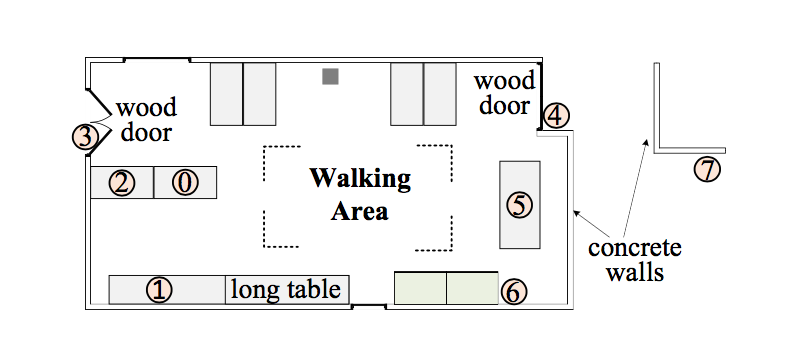 wood
door
wood
door
4
3
2
0
Walking
Area
7
5
concrete
walls
1
long table
6